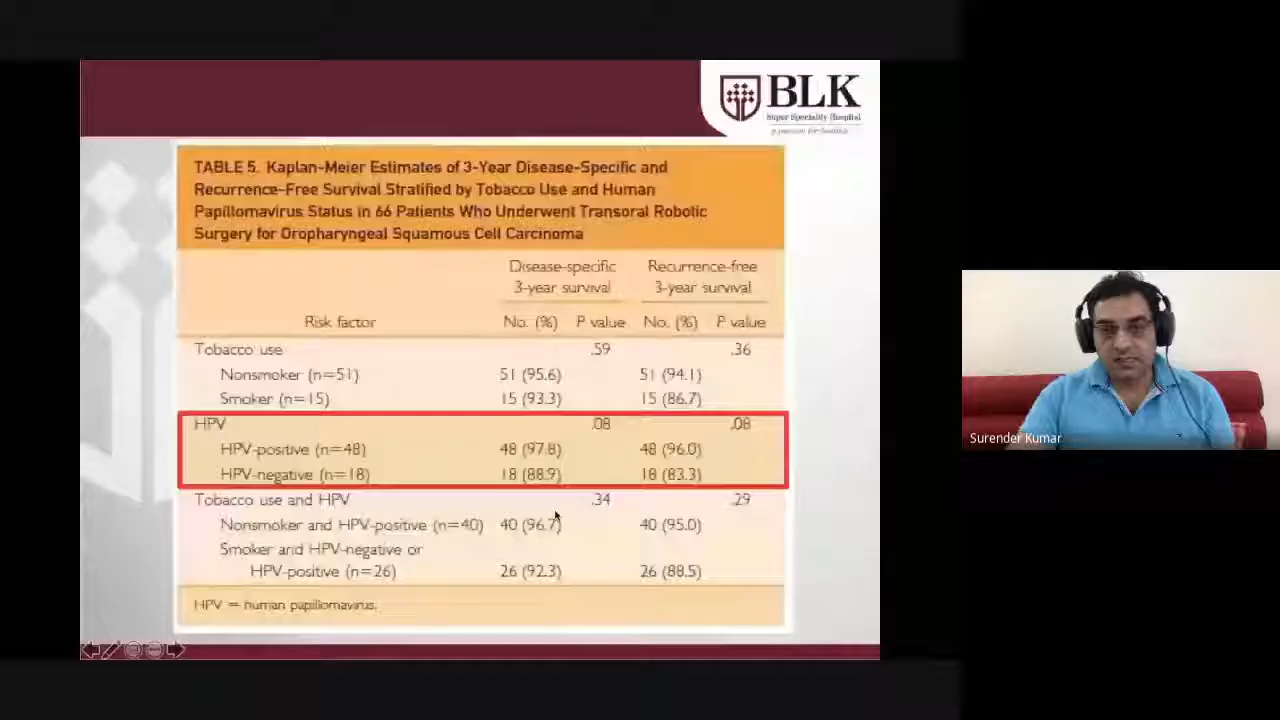 BLK
Super Speciality Hospital
TABLE 5. Kaplan-Meier Estimates of 3-Year Disease-Specific and
Recurrence-Free Survival Stratified by Tobacco Use and Human
Papillomavirus Status in 66 Patients Who Underwent Transoral Robotic
Surgery for Oropharyngeal Squamous Cell Carcinoma
Disease-specific Recurrence-free
3-year survival 3-year survival
Risk factor No. (%) P value No. (%) P value
Tobacco use .59 .36
Nonsmoker (n=51) 51 (95.6) 51 (94.1)
Smoker (n=15) 15 (93.3) 15 (86.7)
HPV .08 .08
HPV-positive (n=48) 48 (97.8) 48 (96.0)
HPV-negative (n=18) 18 (88.9) 18 (83.3)
Tobacco use and HPV .34 .29
Nonsmoker and HPV-positive (n=40) 40 (96.7) 40 (95.0)
Smoker and HPV-negative or
HPV-positive (n=26) 26 (92.3) 26 (88.5)
HPV = human papillomavirus.
Surender Kumar